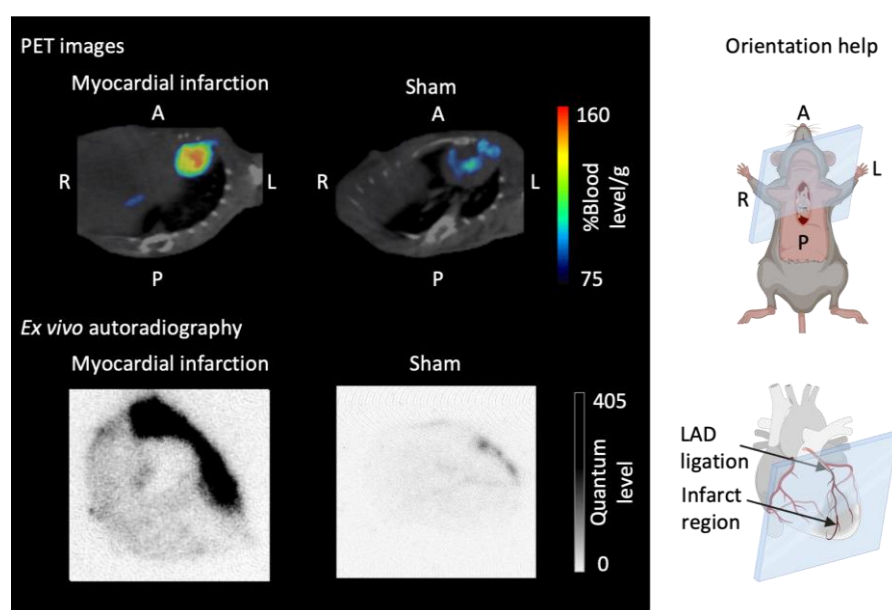 PET images
Myocardial infarction
A
R
L
P
Sham
A
R
L
P
160
%Blood
level/g
75
Ex vivo autoradiography
Myocardial infarction
Sham
405
Quantum
level
0
Orientation help
A
R
L
P
LAD
ligation
Infarct
region